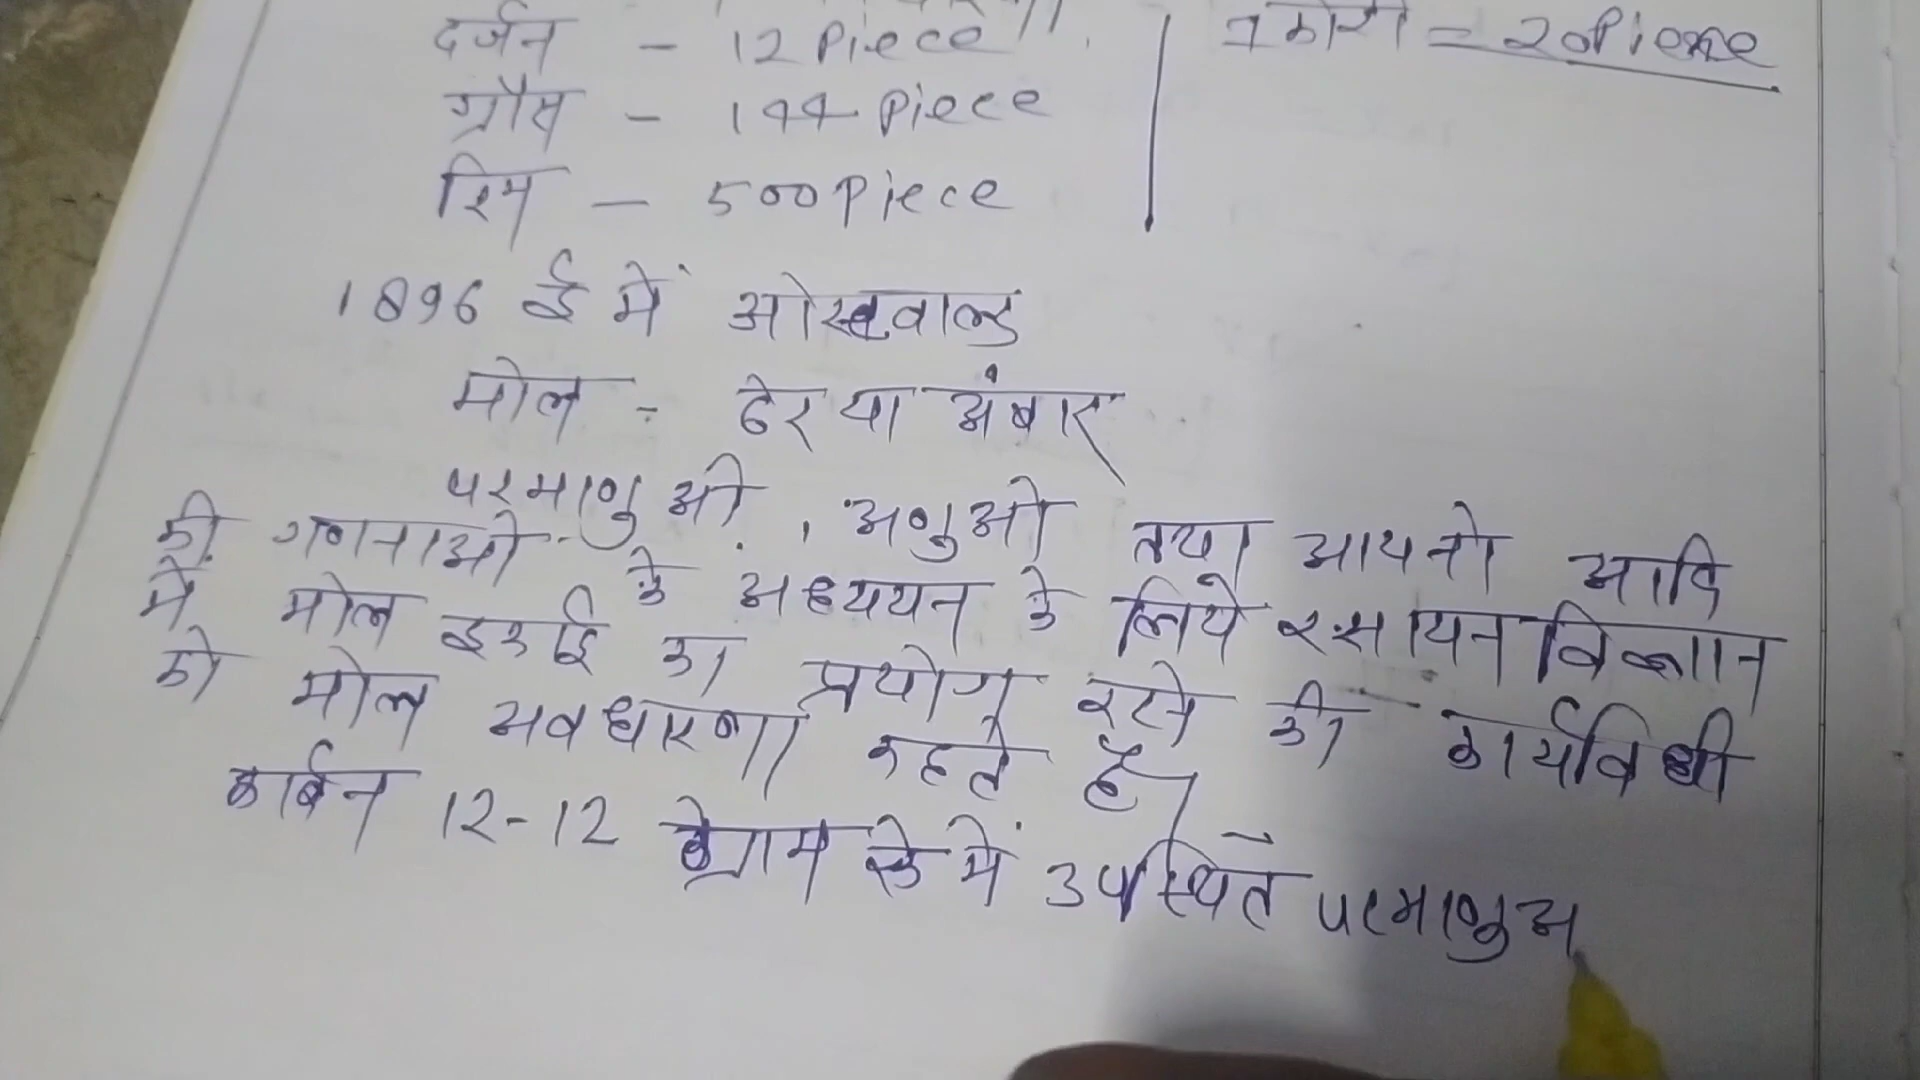 दर्जन - 12 Piece
1 कोरी = 20 Piece
ग्रौस - 144 Piece
रिम - 500 Piece
1896 ई में ओस्टवाल्ड
मोल - ढेर या अंबार
परमाणुओ, अणुओ तथा आयनो आदि
की गणनाओ के अध्ययन के लिये रसायन विज्ञान
में मोल इकाई का प्रयोग करने की कार्यविधी
को मोल अवधारणा कहते हैं।
कार्बन 12-12 ग्राम के में उपस्थित परमाणुअ